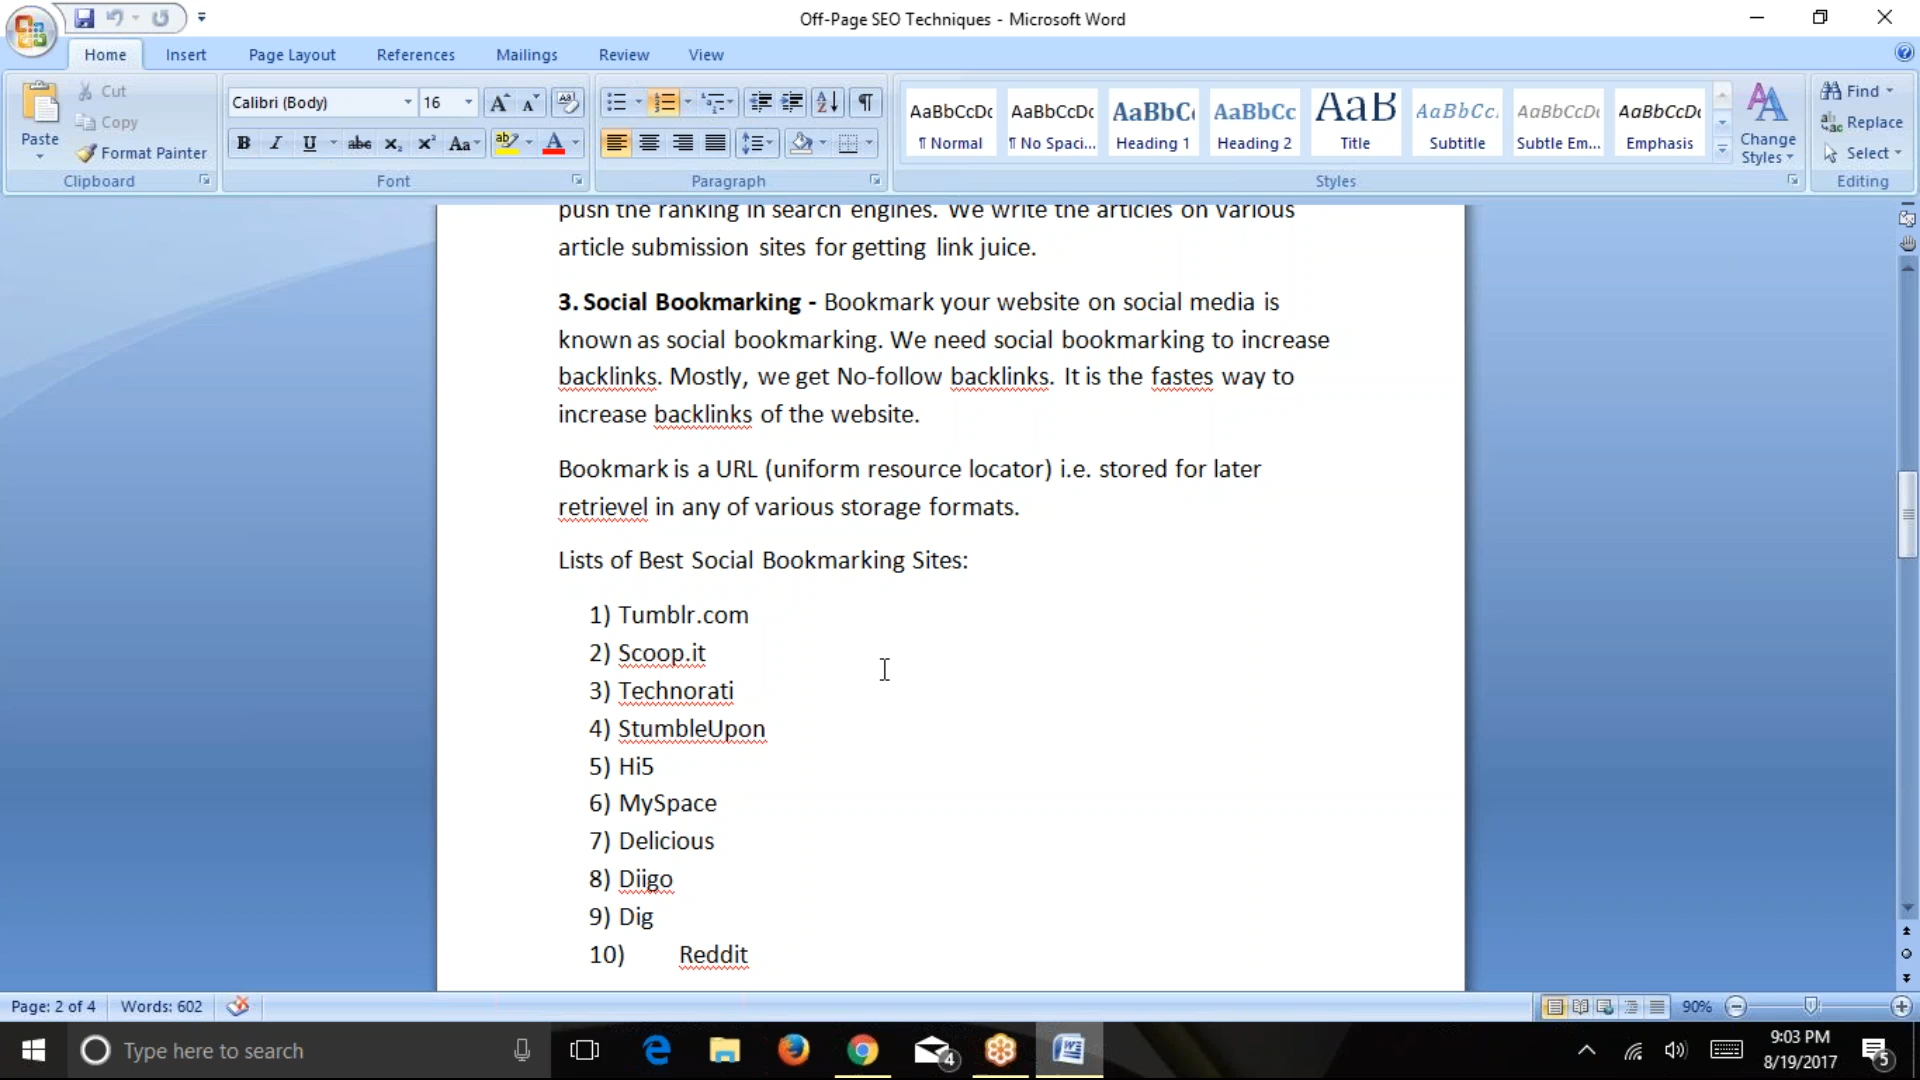 Off-Page SEO Techniques - Microsoft Word
Home Insert Page Layout References Mailings Review View
Paste
Cut
Copy
Format Painter
Clipboard
Calibri (Body) 16
B I U abc X₂ X² Aa
Font
Paragraph
AaBbCcDc AaBbCcDc AaBbC AaBbCc AaB AaBbCc. AaBbCcDc AaBbCcDc
¶ Normal ¶ No Spaci... Heading 1 Heading 2 Title Subtitle Subtle Em... Emphasis
Change Styles
Styles
Find
Replace
Select
Editing
push the ranking in search engines. We write the articles on various
article submission sites for getting link juice.
3. Social Bookmarking - Bookmark your website on social media is
known as social bookmarking. We need social bookmarking to increase
backlinks. Mostly, we get No-follow backlinks. It is the fastes way to
increase backlinks of the website.
Bookmark is a URL (uniform resource locator) i.e. stored for later
retrievel in any of various storage formats.
Lists of Best Social Bookmarking Sites:
1) Tumblr.com
2) Scoop.it
3) Technorati
4) StumbleUpon
5) Hi5
6) MySpace
7) Delicious
8) Diigo
9) Dig
10) Reddit
Page: 2 of 4 Words: 602 90%
Type here to search
4
9:03 PM
8/19/2017
5